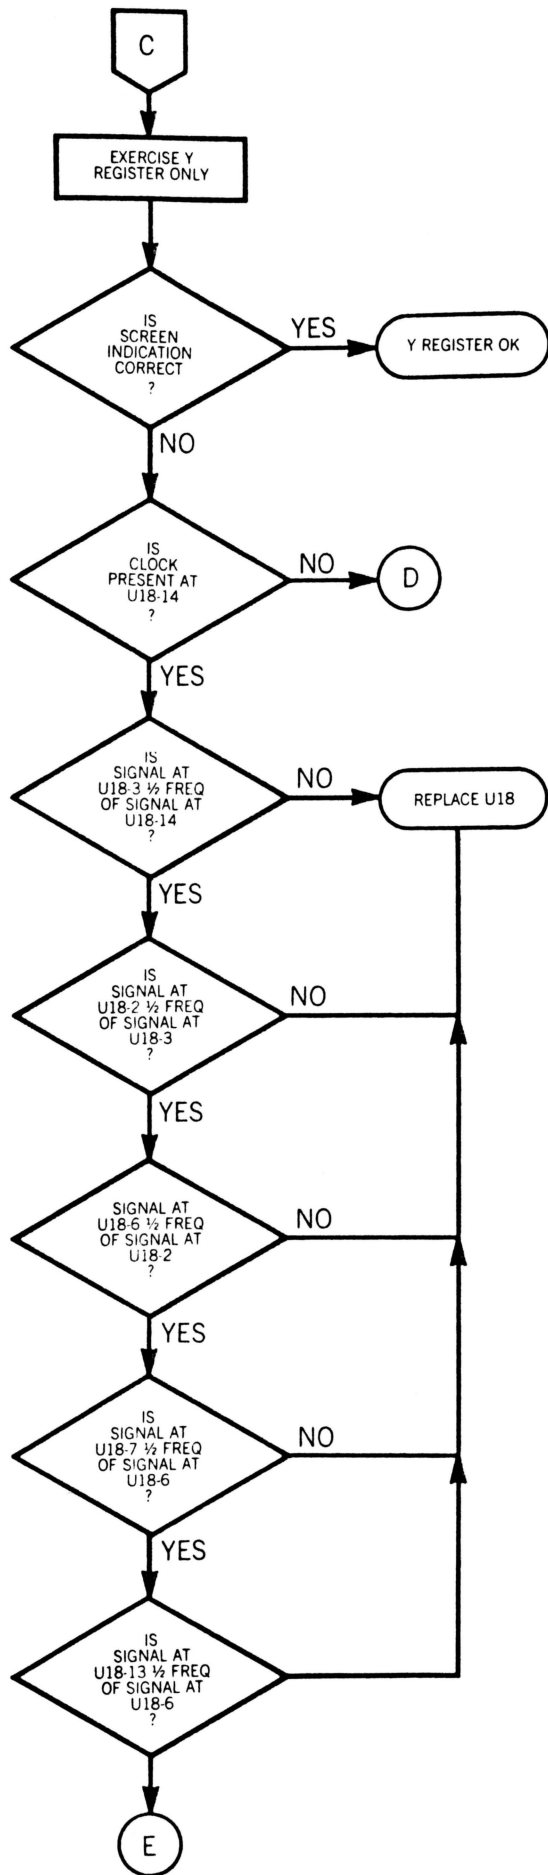 C
EXERCISE Y
REGISTER ONLY
IS
SCREEN
INDICATION
CORRECT
?
YES
Y REGISTER OK
NO
IS
CLOCK
PRESENT AT
U18-14
?
NO
D
YES
IS
SIGNAL AT
U18-3 ½ FREQ
OF SIGNAL AT
U18-14
?
NO
REPLACE U18
YES
IS
SIGNAL AT
U18-2 ½ FREQ
OF SIGNAL AT
U18-3
?
NO
YES
SIGNAL AT
U18-6 ½ FREQ
OF SIGNAL AT
U18-2
?
NO
YES
IS
SIGNAL AT
U18-7 ½ FREQ
OF SIGNAL AT
U18-6
?
NO
YES
IS
SIGNAL AT
U18-13 ½ FREQ
OF SIGNAL AT
U18-6
?
E